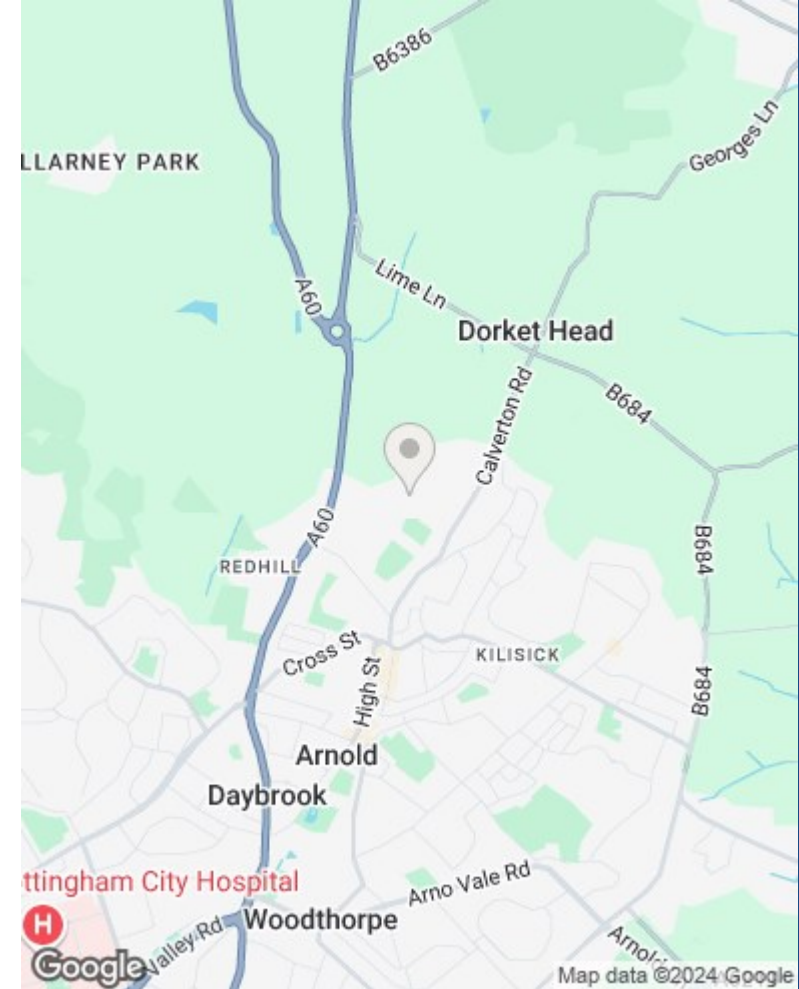 B6386
LLARNEY PARK
Georges Ln
A60
Lime Ln
Dorket Head
Calverton Rd
B684
A60
B684
REDHILL
Cross St
KILISICK
High St
B684
Arnold
Daybrook
ttingham City Hospital
Arno Vale Rd
H
Woodthorpe
Valley Rd
Google
Map data ©2024 Google